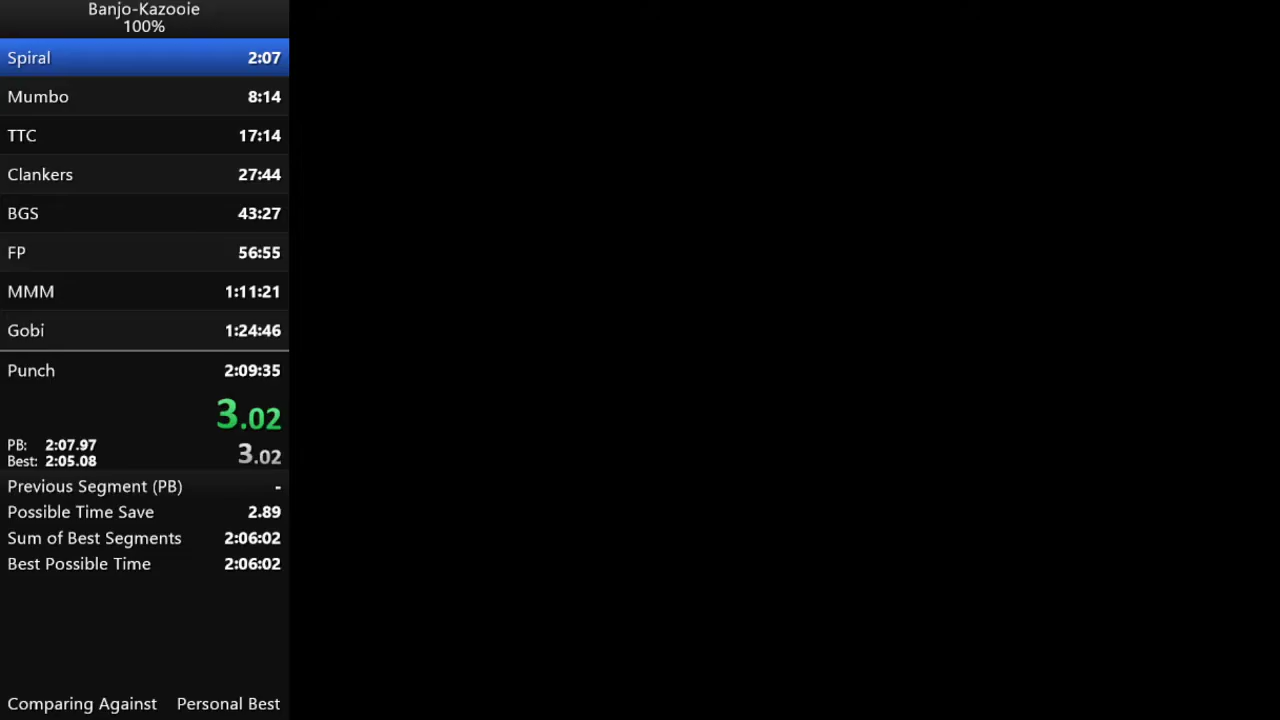 Banjo-Kazooie
100%
Spiral 2:07
Mumbo 8:14
TTC 17:14
Clankers 27:44
BGS 43:27
FP 56:55
MMM 1:11:21
Gobi 1:24:46
Punch 2:09:35
3.02
PB: 2:07.97
Best: 2:05.08
3.02
Previous Segment (PB) -
Possible Time Save 2.89
Sum of Best Segments 2:06:02
Best Possible Time 2:06:02
Comparing Against Personal Best